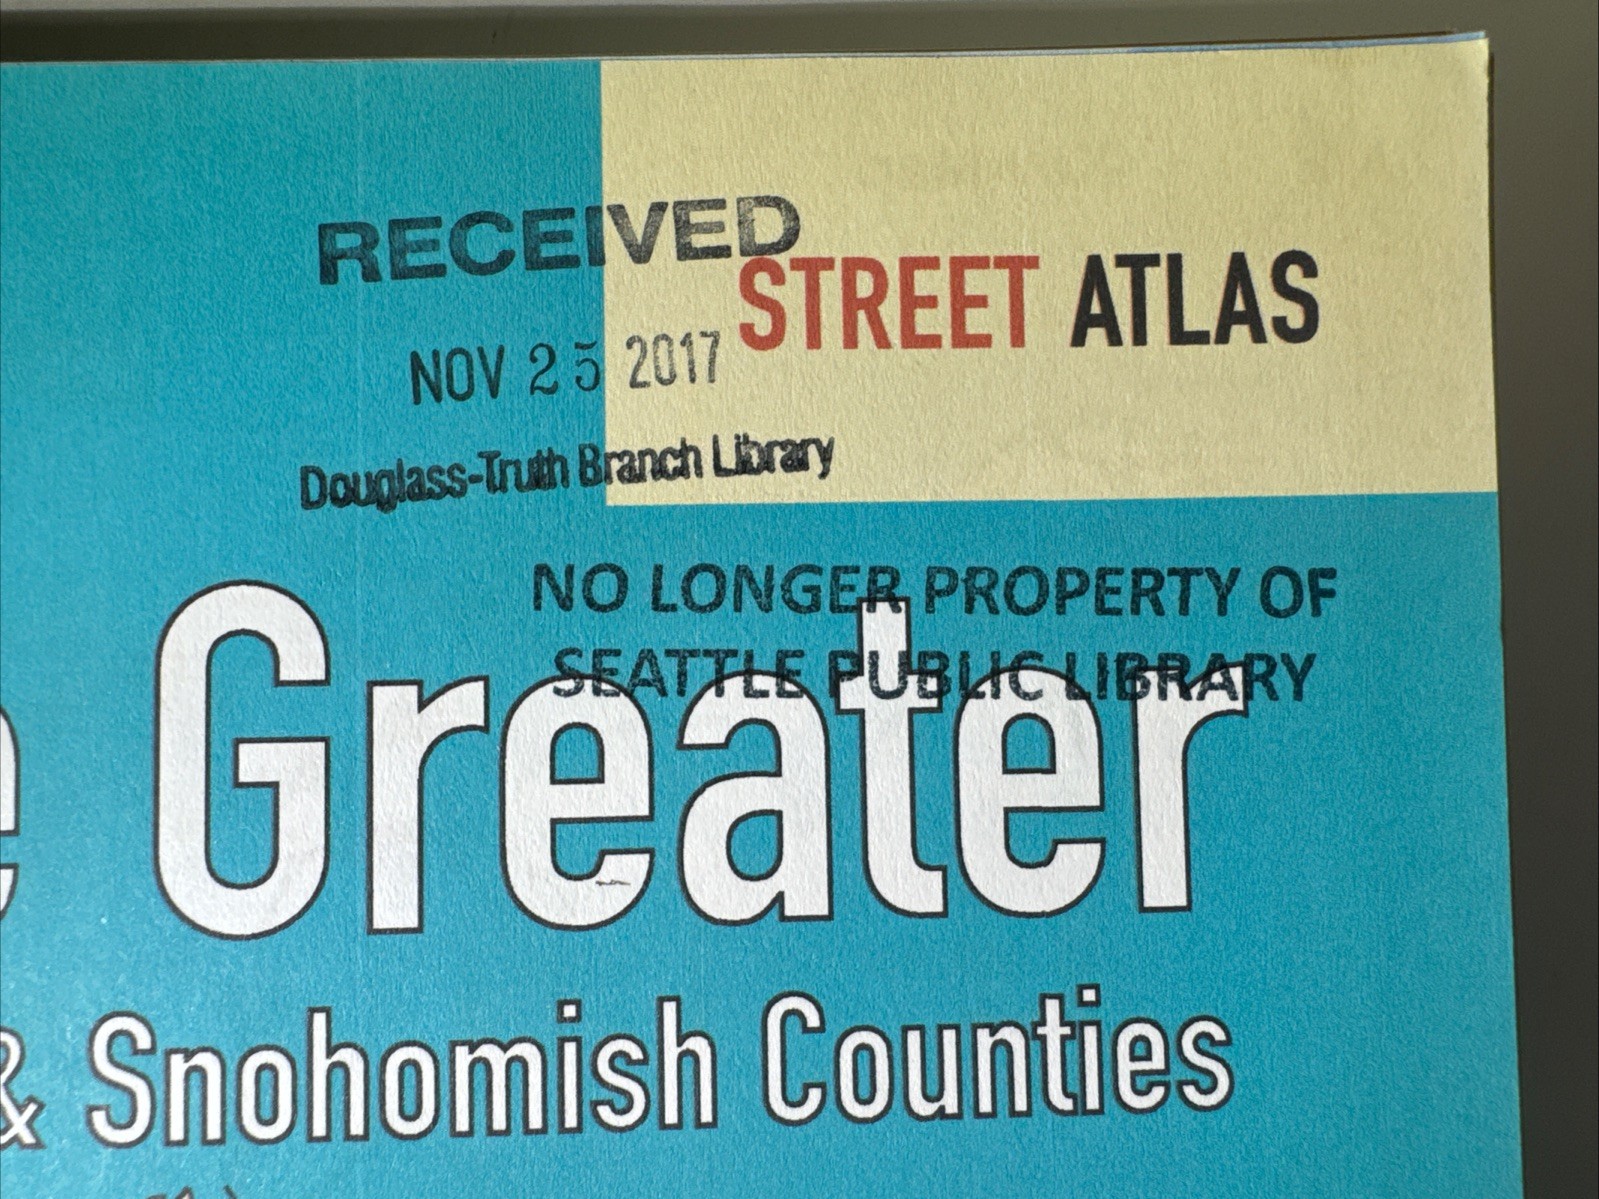 RECEIVED
STREET ATLAS
NOV 25 2017
Douglass-Truth Branch Library
NO LONGER PROPERTY OF
SEATTLE PUBLIC LIBRARY
Greater
& Snohomish Counties